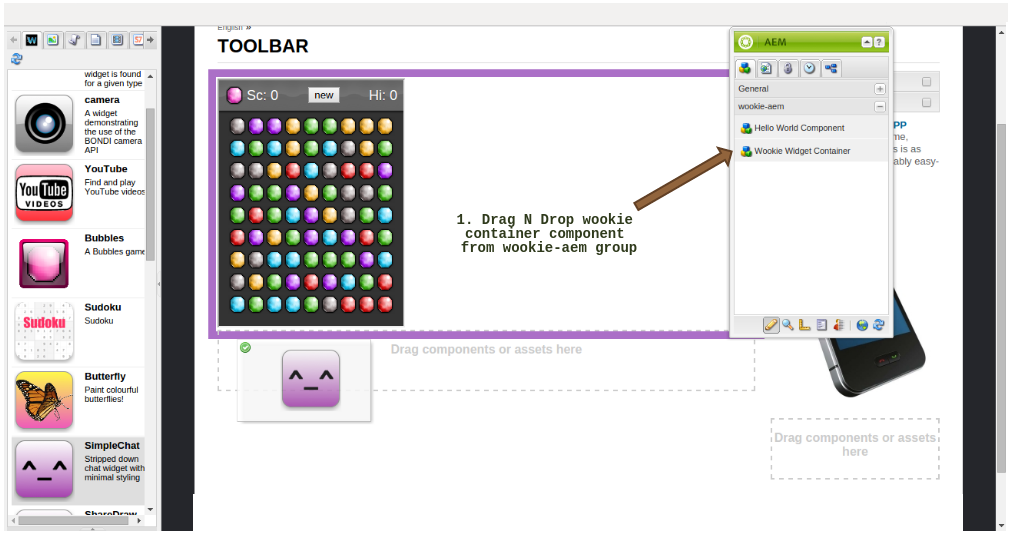 English »
TOOLBAR
widget is found
for a given type
camera
A widget
demonstrating
the use of the
BONDI camera
API
YouTube
Find and play
YouTube videos
You Tube
VIDEOS
Bubbles
A Bubbles game
Sudoku
Sudoku
Sudoku
Butterfly
Paint colourful
butterflies!
SimpleChat
Stripped down
chat widget with
minimal styling
ShareDraw
Sc: 0
new
Hi: 0
1. Drag N Drop wookie
container component
from wookie-aem group
Drag components or assets here
AEM
?
General
wookie-aem
Hello World Component
Wookie Widget Container
PP
me,
s is as
ably easy-
Drag components or assets
here